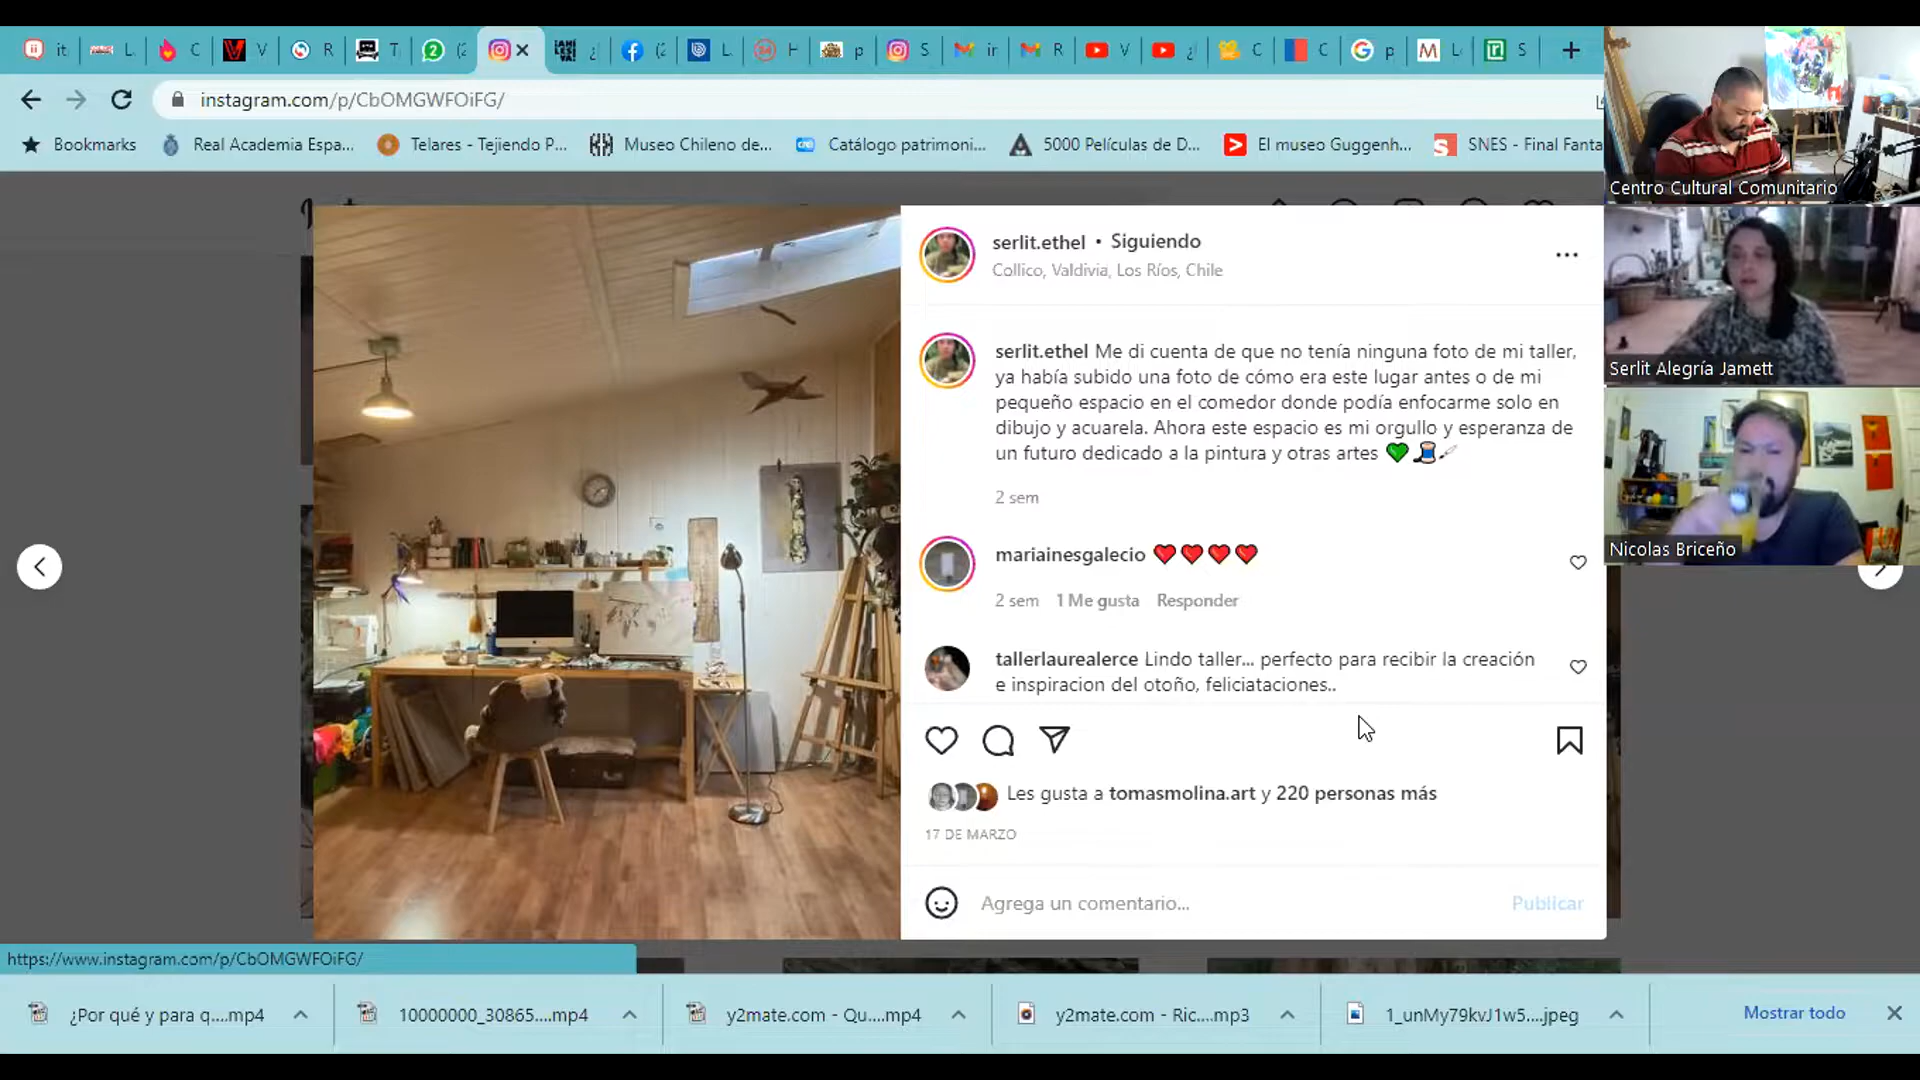 it
L
C
V
R
T
(2
¿
(2
L
H
p
S
ir
R
V
¿l
C
C
p
L
S
instagram.com/p/CbOMGWFOiFG/
Bookmarks
Real Academia Espa...
Telares - Tejiendo P...
Museo Chileno de...
Catálogo patrimoni...
5000 Películas de D...
El museo Guggenh...
SNES - Final Fanta
Centro Cultural Comunitario
Serlit Alegría Jamett
Nicolas Briceño
serlit.ethel • Siguiendo
Collico, Valdivia, Los Ríos, Chile
serlit.ethel Me di cuenta de que no tenía ninguna foto de mi taller,
ya había subido una foto de cómo era este lugar antes o de mi
pequeño espacio en el comedor donde podía enfocarme solo en
dibujo y acuarela. Ahora este espacio es mi orgullo y esperanza de
un futuro dedicado a la pintura y otras artes 💚🧵🪡
2 sem
mariainesgalecio ❤️❤️❤️❤️
2 sem 1 Me gusta Responder
tallerlaurealerce Lindo taller... perfecto para recibir la creación
e inspiracion del otoño, feliciataciones..
Les gusta a tomasmolina.art y 220 personas más
17 DE MARZO
Agrega un comentario...
Publicar
https://www.instagram.com/p/CbOMGWFOiFG/
¿Por qué y para q....mp4
10000000_30865....mp4
y2mate.com - Qu....mp4
y2mate.com - Ric....mp3
1_unMy79kvJ1w5....jpeg
Mostrar todo